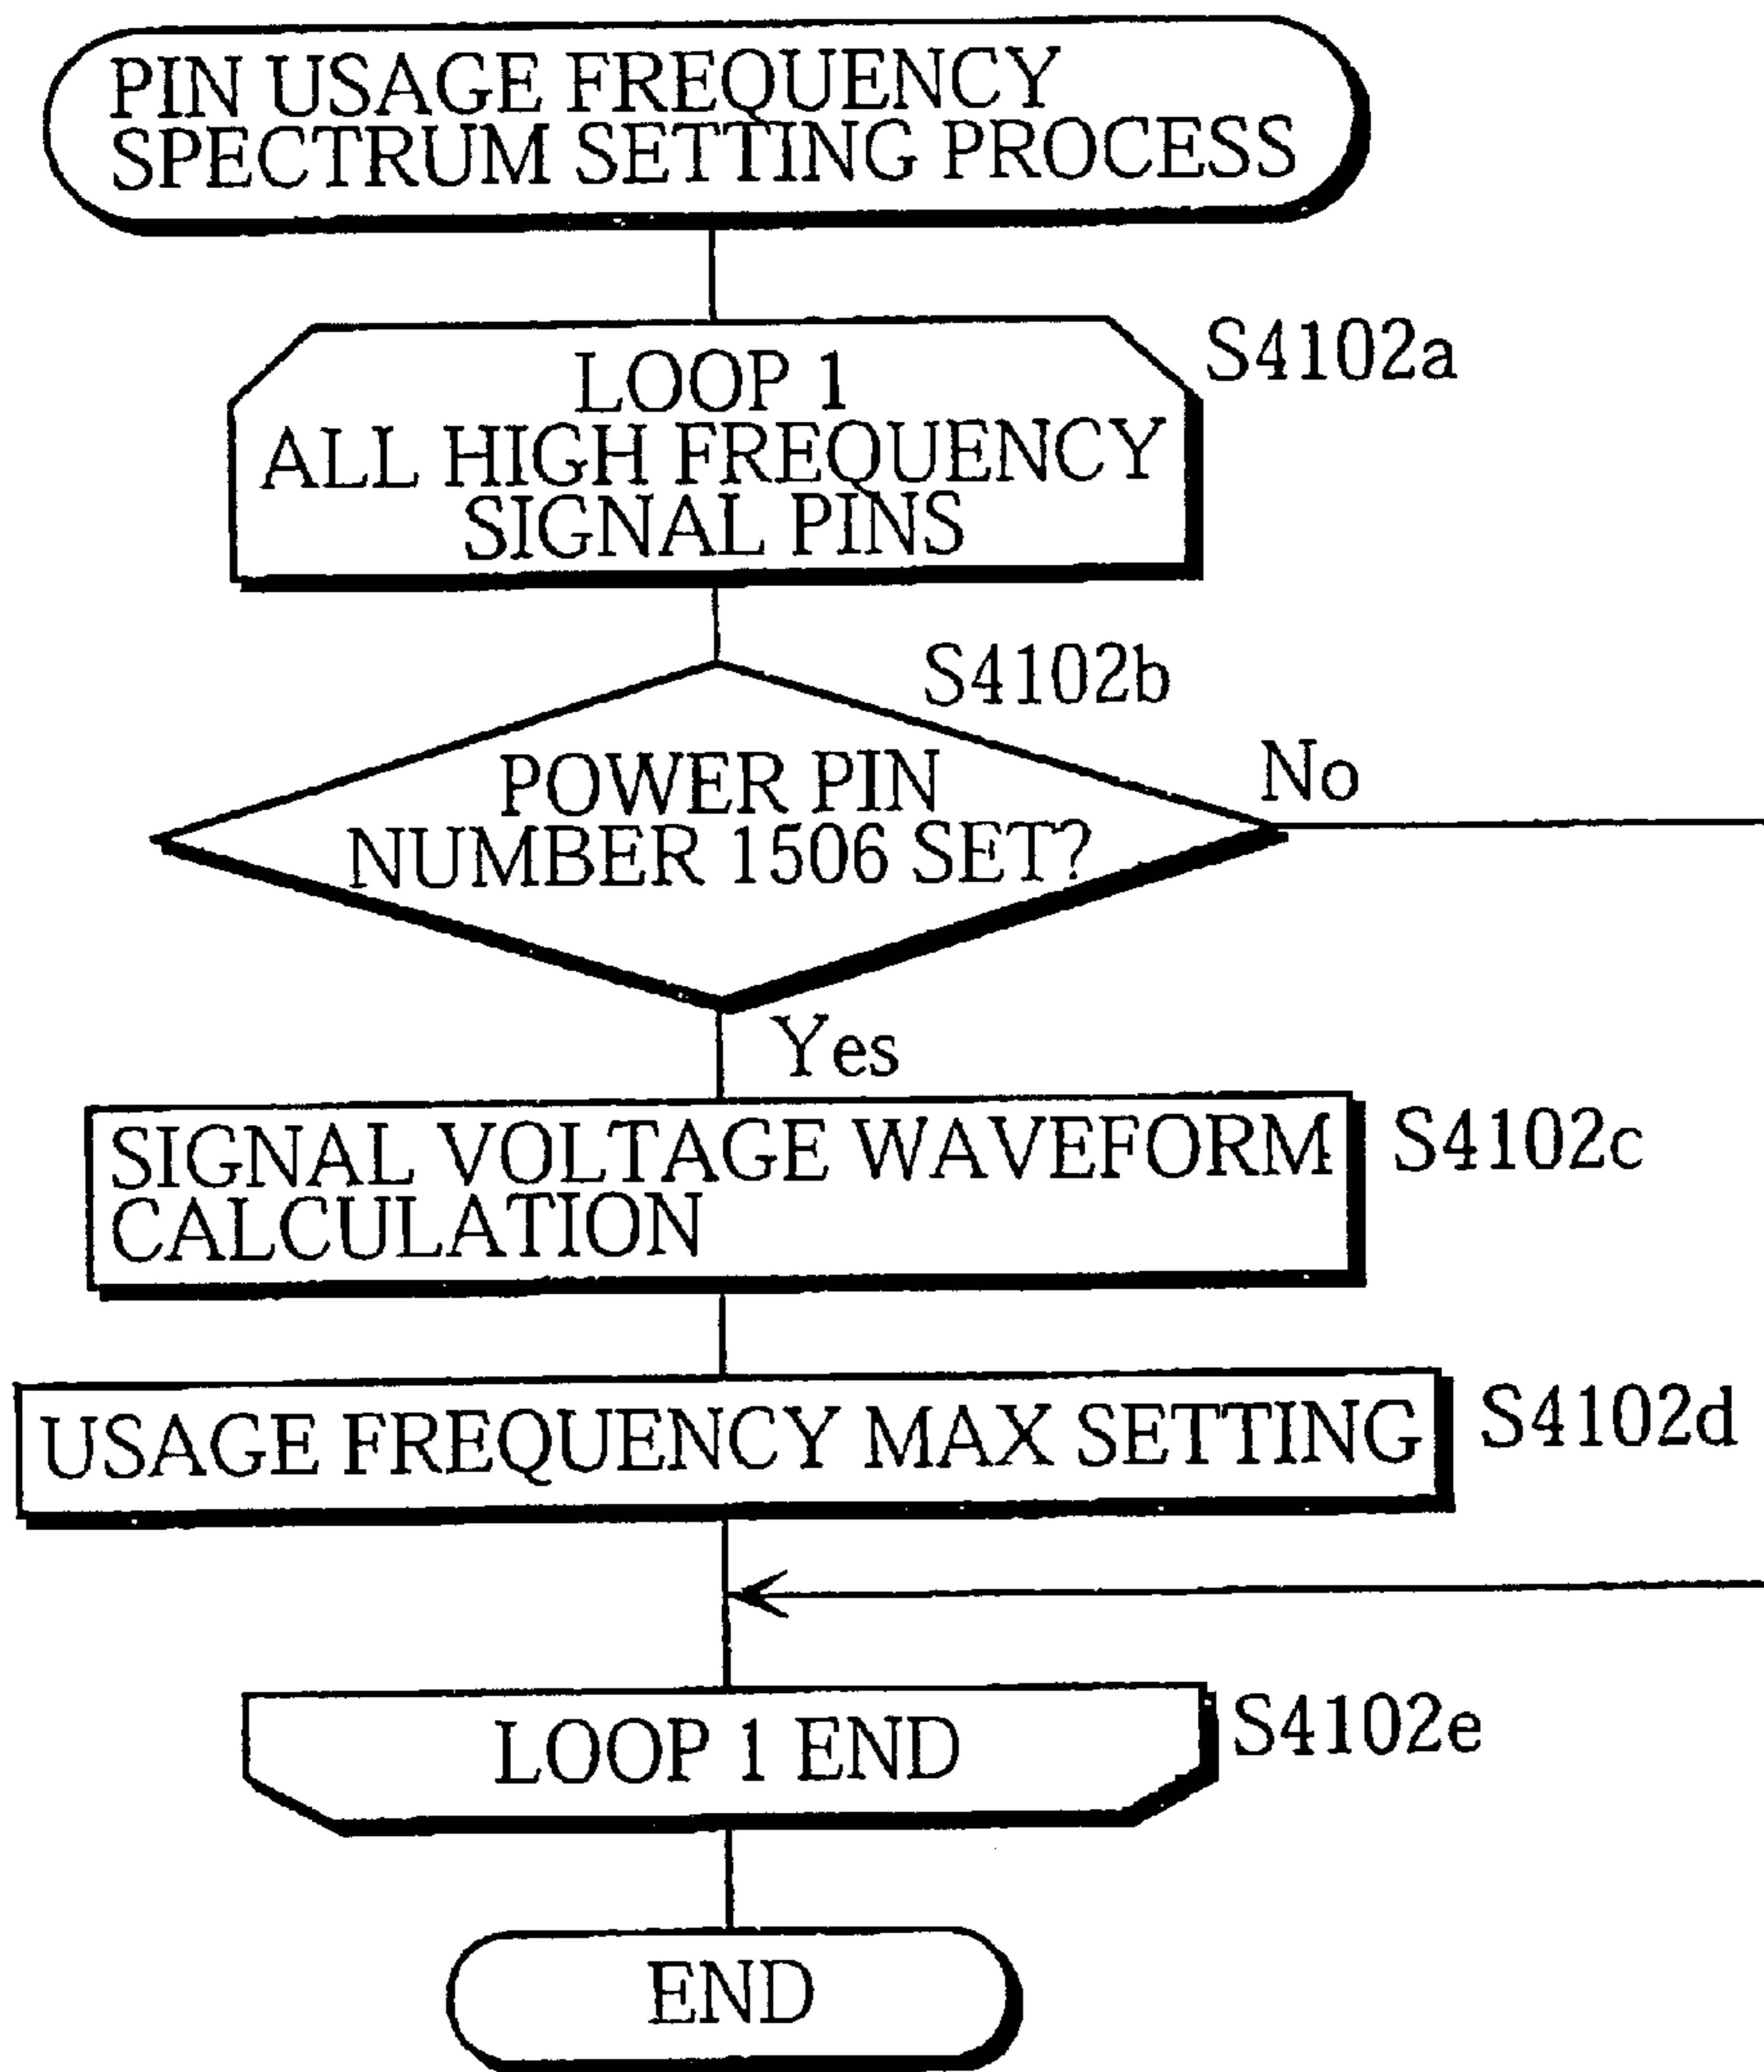 PIN USAGE FREQUENCY
SPECTRUM SETTING PROCESS
LOOP 1
ALL HIGH FREQUENCY
SIGNAL PINS
S4102a
S4102b
POWER PIN
NUMBER 1506 SET?
No
Yes
SIGNAL VOLTAGE WAVEFORM
CALCULATION
S4102c
USAGE FREQUENCY MAX SETTING
S4102d
LOOP 1 END
S4102e
END